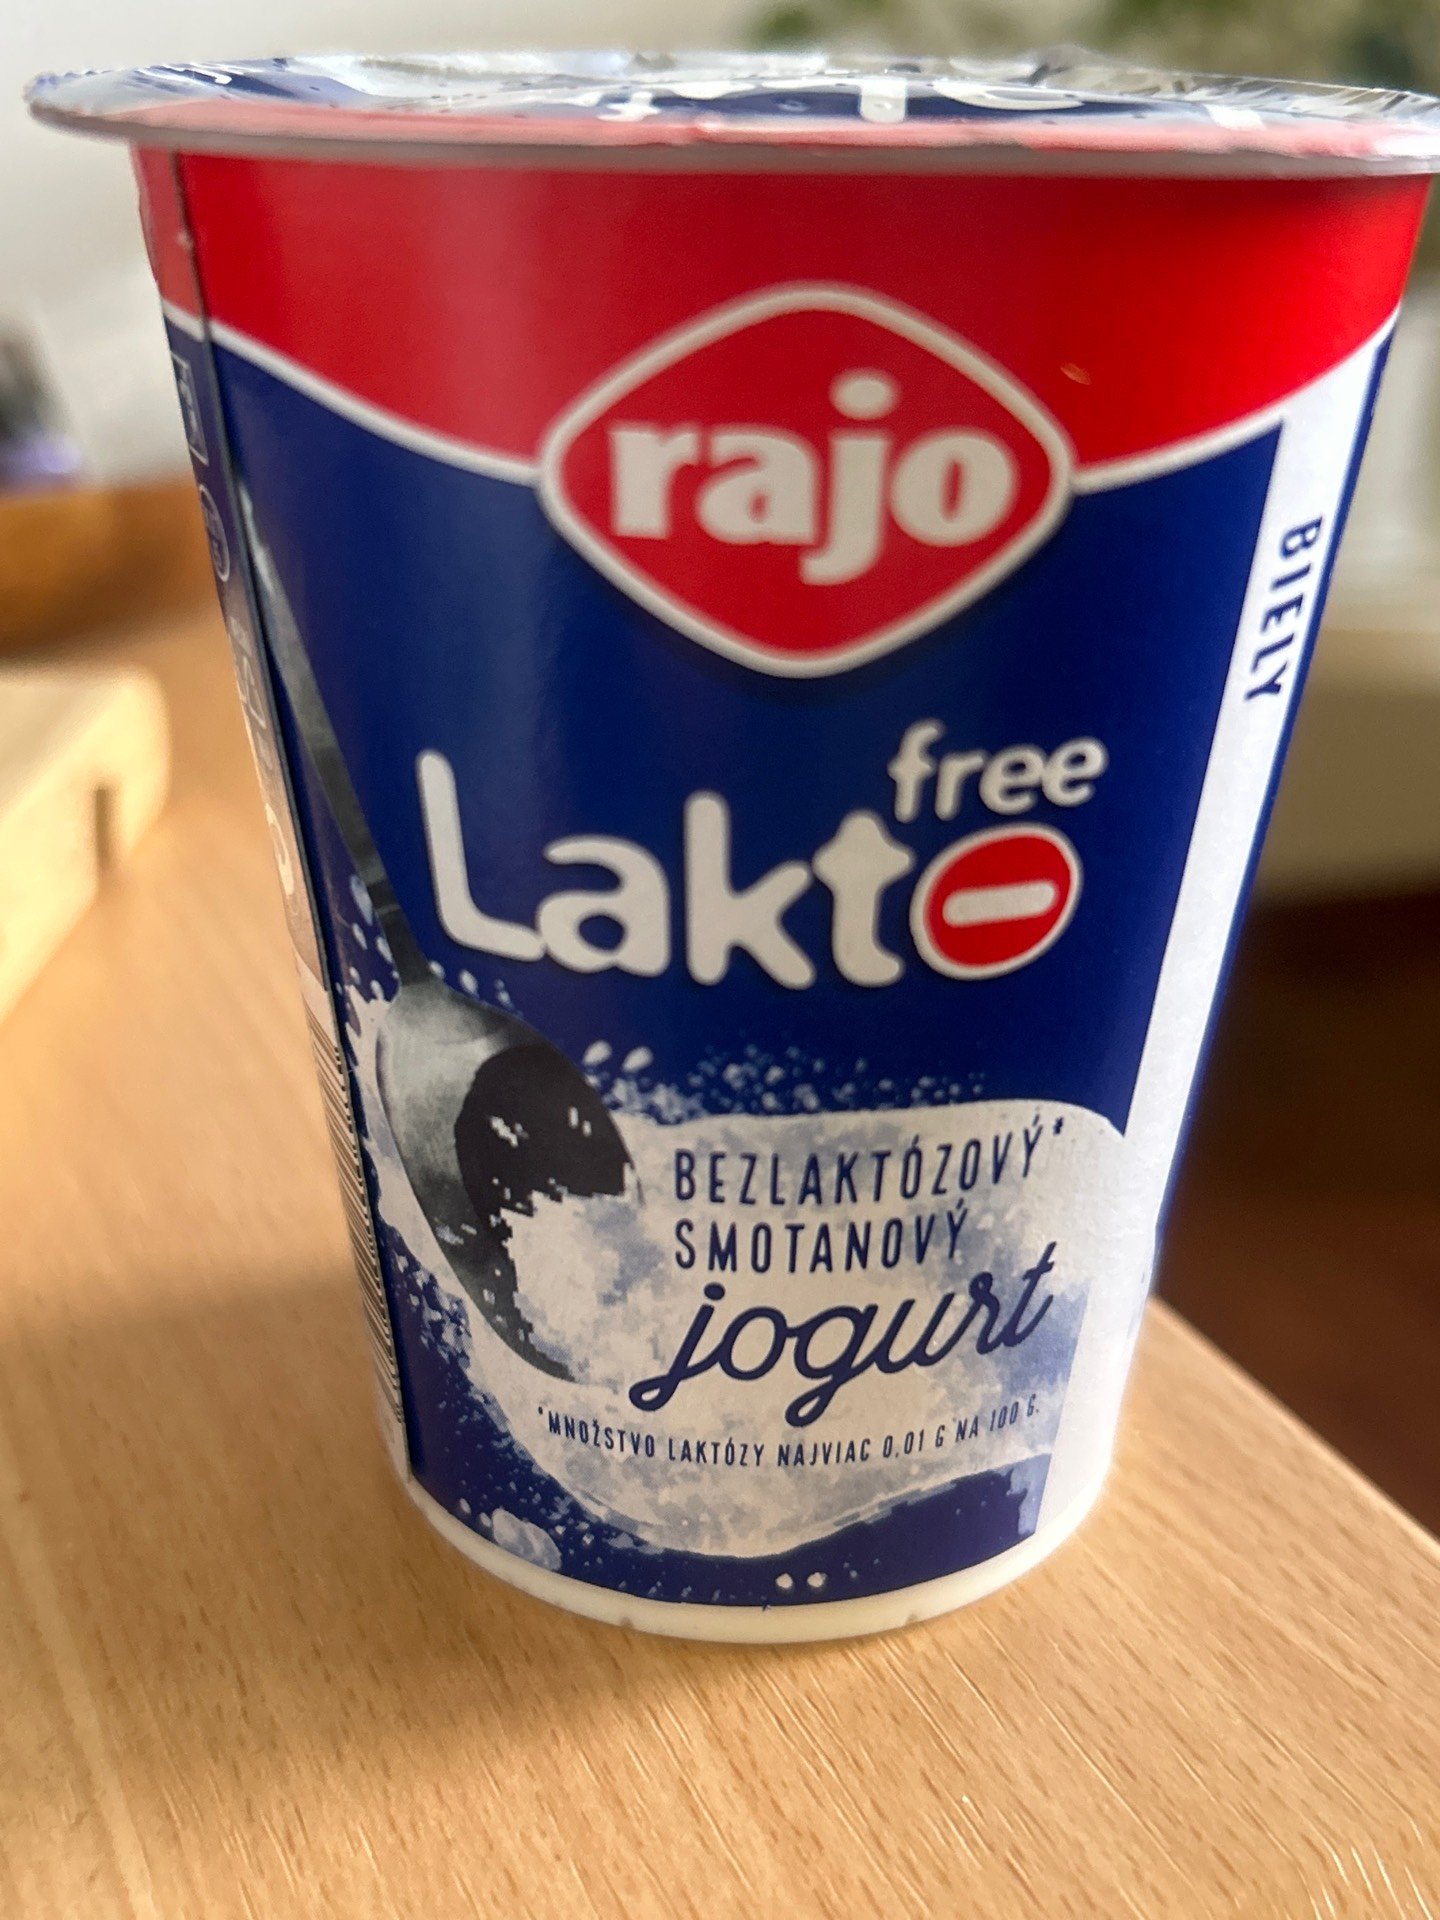 rajo
BIELY
free
Lakto
BEZLAKTÓZOVÝ*
SMOTANOVÝ
jogurt
*MNOŽSTVO LAKTÓZY NAJVIAC 0,01 G NA 100 G.